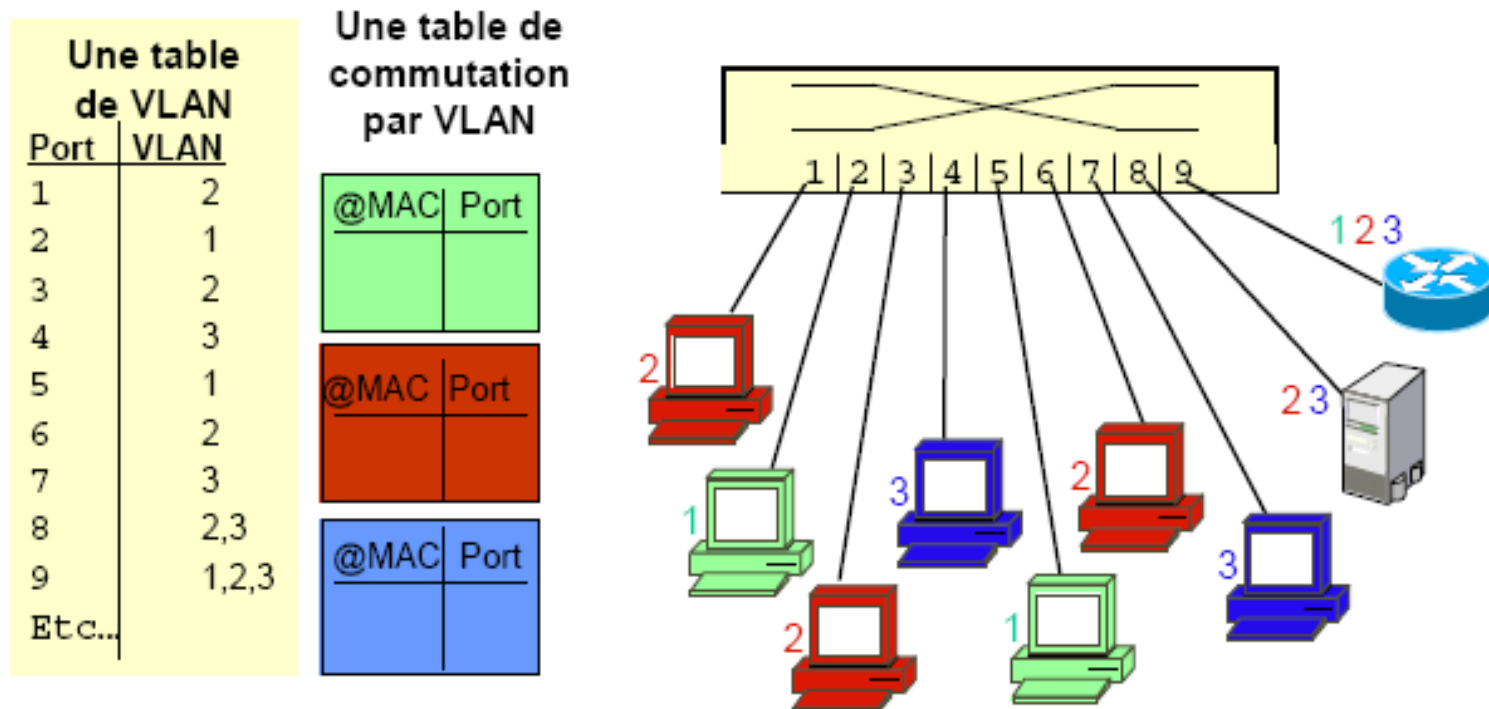 Une table
de VLAN
Port VLAN
1 2
2 1
3 2
4 3
5 1
6 2
7 3
8 2,3
9 1,2,3
Etc...
Une table de
commutation
par VLAN
@MAC Port
@MAC Port
@MAC Port
1 2 3 4 5 6 7 8 9
1 2 3
2 3
2
1
3
2
2
1
3